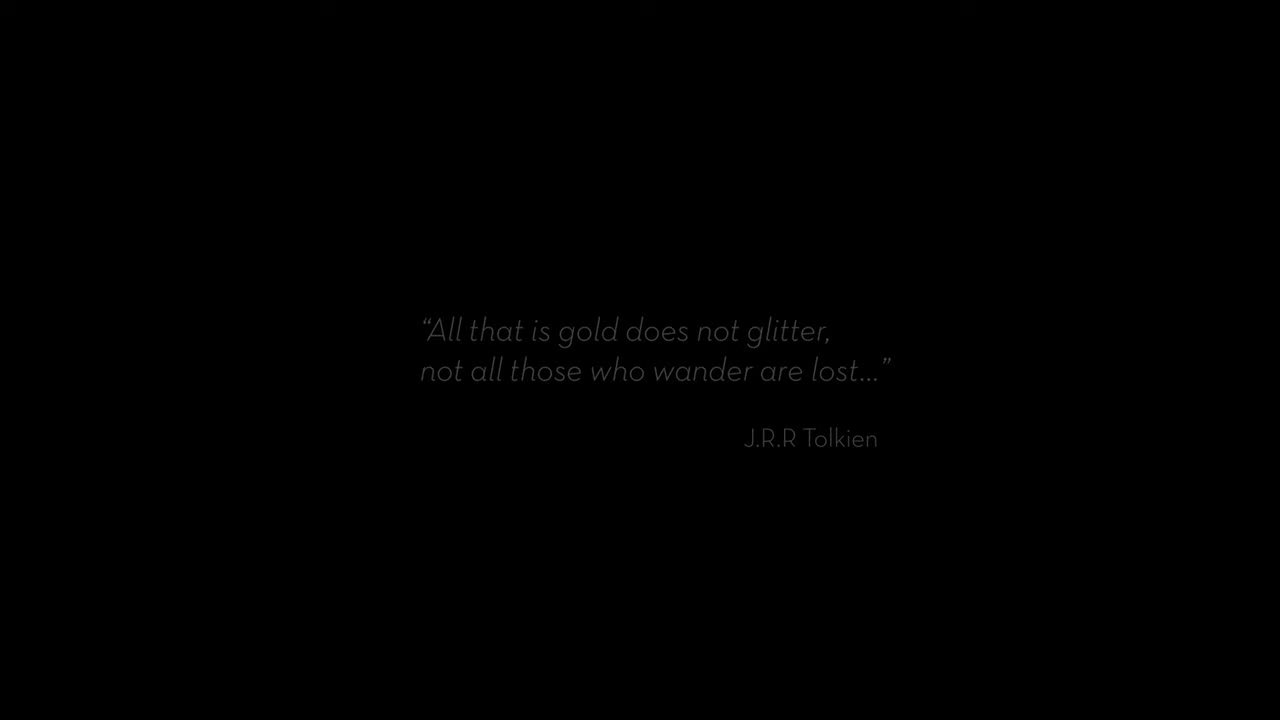 “All that is gold does not glitter,
not all those who wander are lost...”
J.R.R Tolkien